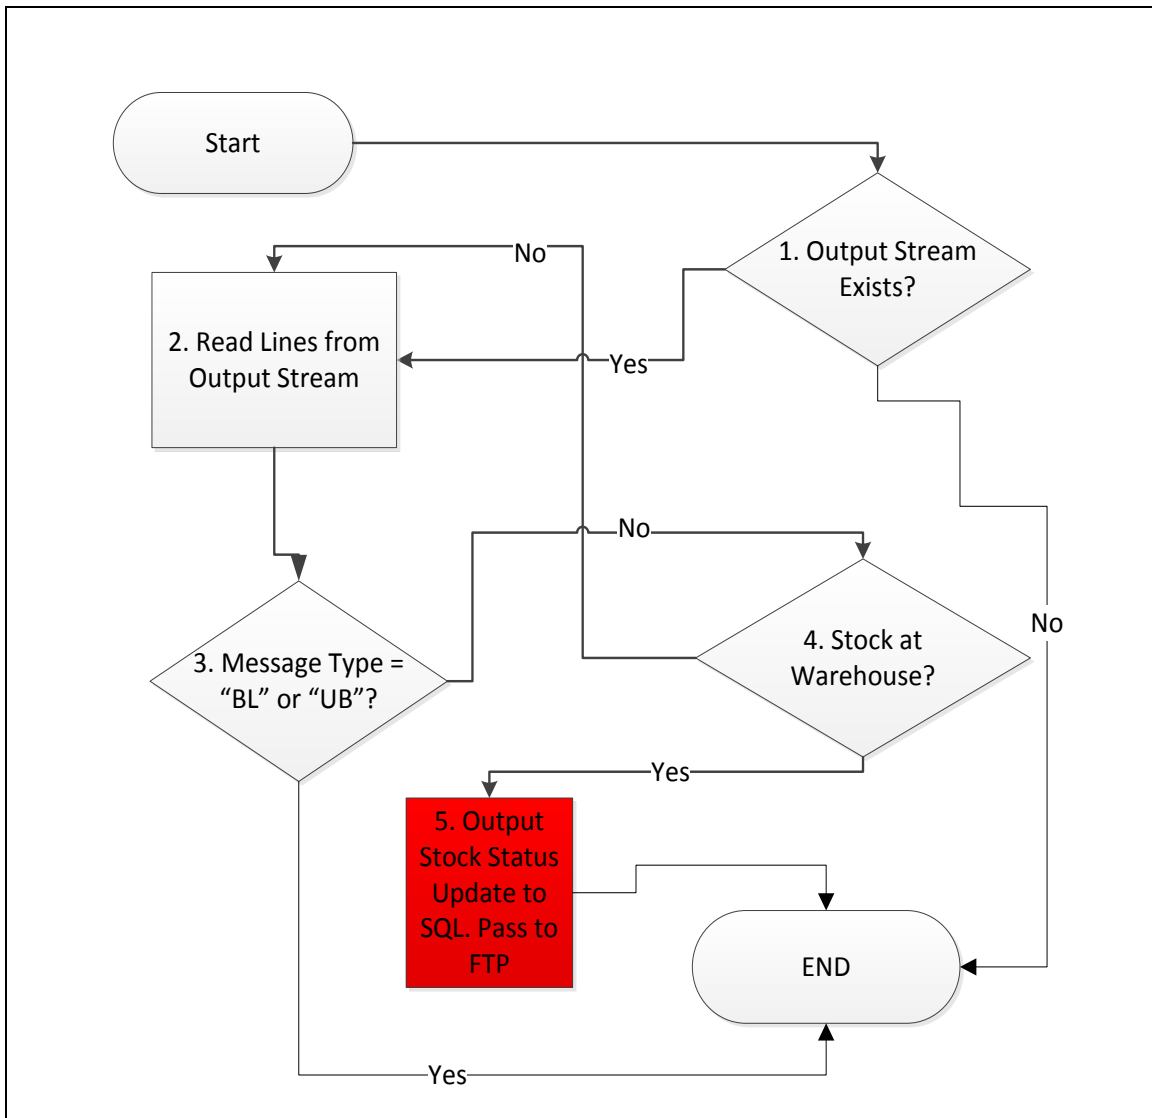 Start
1. Output Stream
Exists?
No
2. Read Lines from
Output Stream
Yes
No
No
3. Message Type =
“BL” or “UB”?
4. Stock at
Warehouse?
Yes
5. Output
Stock Status
Update to
SQL. Pass to
FTP
END
Yes